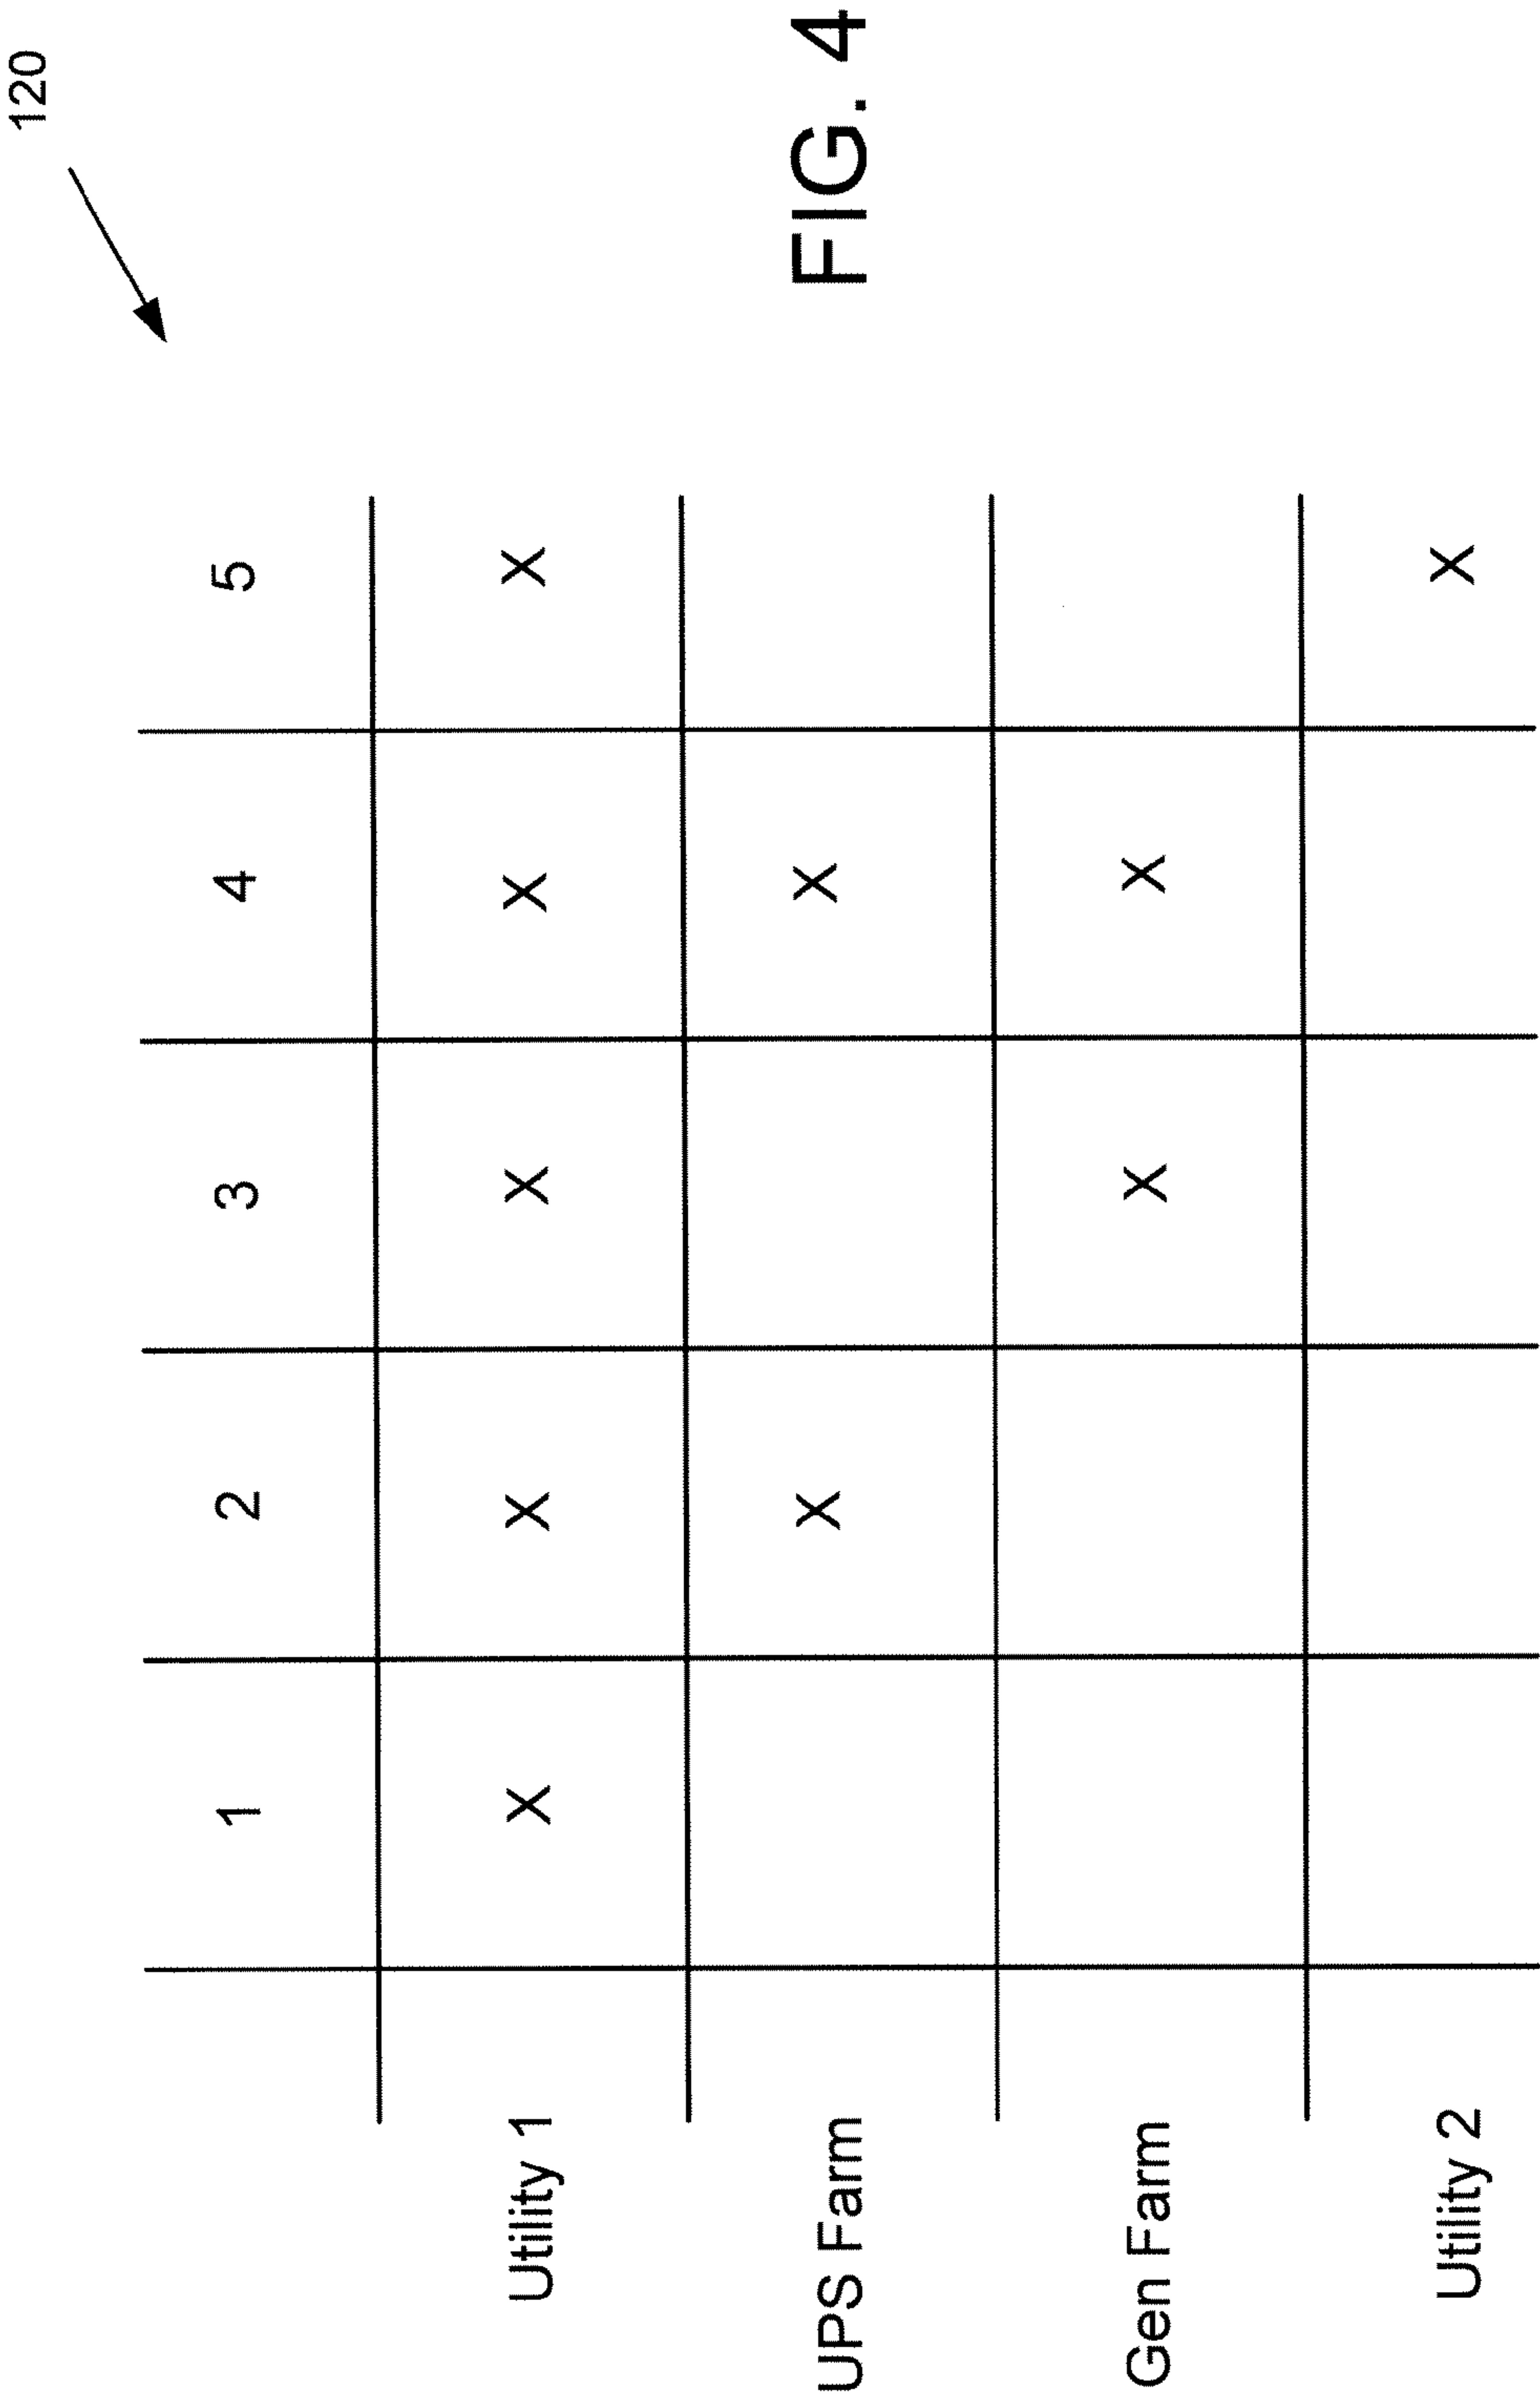 120
1 2 3 4 5
Utility 1 X X X X X
UPS Farm X X
Gen Farm X X
Utility 2 X
FIG. 4